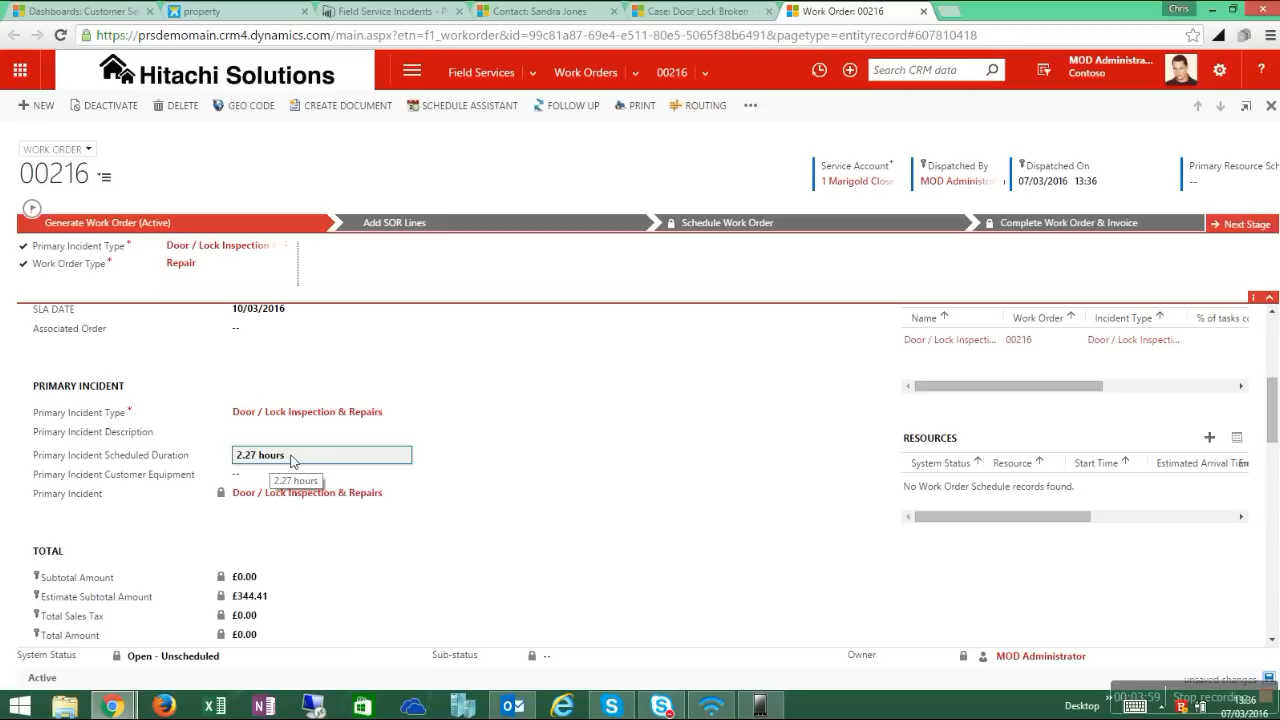 Dashboards: Customer Se
property
Field Service Incidents - P
Contact: Sandra Jones
Case: Door Lock Broken -
Work Order: 00216
Chris
https://prsdemomain.crm4.dynamics.com/main.aspx?etn=f1_workorder&id=99c81a87-69e4-e511-80e5-5065f38b6491&pagetype=entityrecord#607810418
Hitachi Solutions
Field Services
Work Orders
00216
Search CRM data
MOD Administra...
Contoso
?
NEW
DEACTIVATE
DELETE
GEO CODE
CREATE DOCUMENT
SCHEDULE ASSISTANT
FOLLOW UP
PRINT
ROUTING
WORK ORDER
00216
Service Account+
1 Marigold Close
Dispatched By
MOD Administra
Dispatched On
07/03/2016 13:36
Primary Resource Sch
--
Generate Work Order (Active)
Add SOR Lines
Schedule Work Order
Complete Work Order & Invoice
Next Stage
Primary Incident Type *
Door / Lock Inspection
Work Order Type *
Repair
SLA DATE
10/03/2016
Associated Order
--
PRIMARY INCIDENT
Primary Incident Type *
Door / Lock Inspection & Repairs
Primary Incident Description
Primary Incident Scheduled Duration
2.27 hours
Primary Incident Customer Equipment
--
2.27 hours
Primary Incident
Door / Lock Inspection & Repairs
TOTAL
Subtotal Amount
£0.00
Estimate Subtotal Amount
£344.41
Total Sales Tax
£0.00
Total Amount
£0.00
Name
Work Order
Incident Type
% of tasks co
Door / Lock Inspecti...
00216
Door / Lock Inspecti...
RESOURCES
System Status
Resource
Start Time
Estimated Arrival Time
No Work Order Schedule records found.
System Status
Open - Unscheduled
Sub-status
--
Owner
MOD Administrator
Active
unsaved changes
Desktop
00:03:59
Stop recording
13:36
07/03/2016